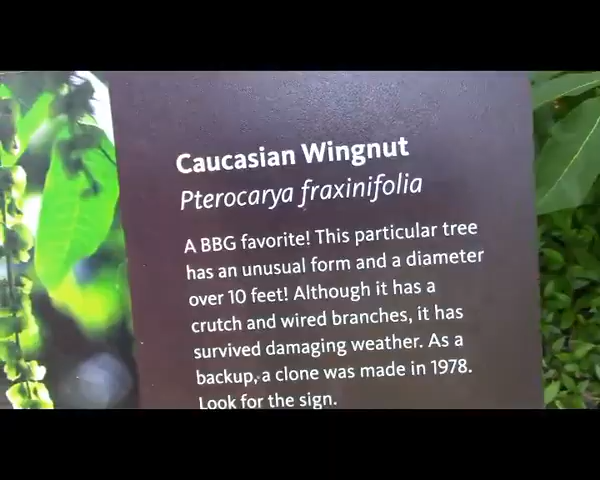 Caucasian Wingnut
Pterocarya fraxinifolia
A BBG favorite! This particular tree
has an unusual form and a diameter
over 10 feet! Although it has a
crutch and wired branches, it has
survived damaging weather. As a
backup, a clone was made in 1978.
Look for the sign.